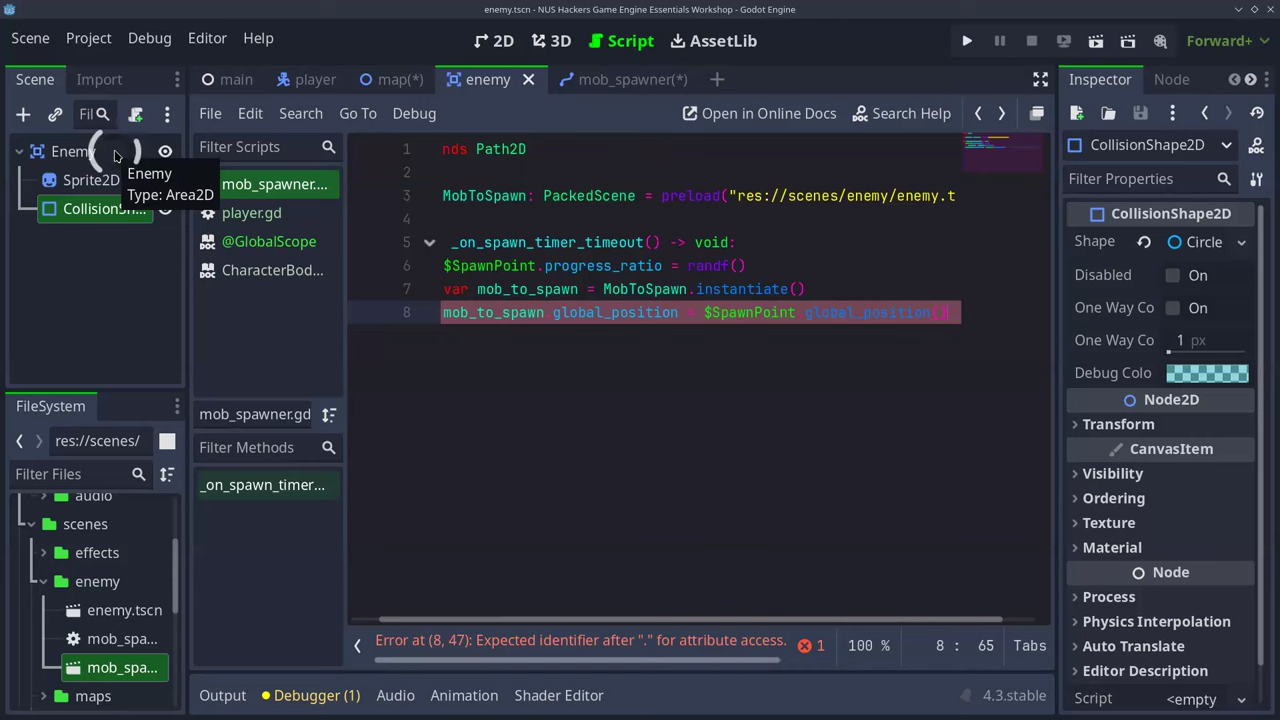 enemy.tscn - NUS Hackers Game Engine Essentials Workshop - Godot Engine
Scene Project Debug Editor Help
2D 3D Script AssetLib
Forward+
Scene Import
main player map(*) enemy mob_spawner(*)
Inspector Node
Fil
File Edit Search Go To Debug
Open in Online Docs Search Help
Enemy
Sprite2D
CollisionSh...
Enemy
Type: Area2D
Filter Scripts
mob_spawner....
player.gd
@GlobalScope
CharacterBod...
mob_spawner.gd
Filter Methods
_on_spawn_timer...
1 nds Path2D
2
3 MobToSpawn: PackedScene = preload("res://scenes/enemy/enemy.t
4
5 _on_spawn_timer_timeout() -> void:
6 $SpawnPoint.progress_ratio = randf()
7 var mob_to_spawn = MobToSpawn.instantiate()
8 mob_to_spawn.global_position = $SpawnPoint.global_position()
Error at (8, 47): Expected identifier after "." for attribute access.
1 100 % 8 : 65 Tabs
Output Debugger (1) Audio Animation Shader Editor
4.3.stable
FileSystem
res://scenes/
Filter Files
audio
scenes
effects
enemy
enemy.tscn
mob_spa...
mob_spa...
maps
CollisionShape2D
Filter Properties
CollisionShape2D
Shape Circle
Disabled On
One Way Co On
One Way Co 1 px
Debug Colo
Node2D
Transform
CanvasItem
Visibility
Ordering
Texture
Material
Node
Process
Physics Interpolation
Auto Translate
Editor Description
Script <empty